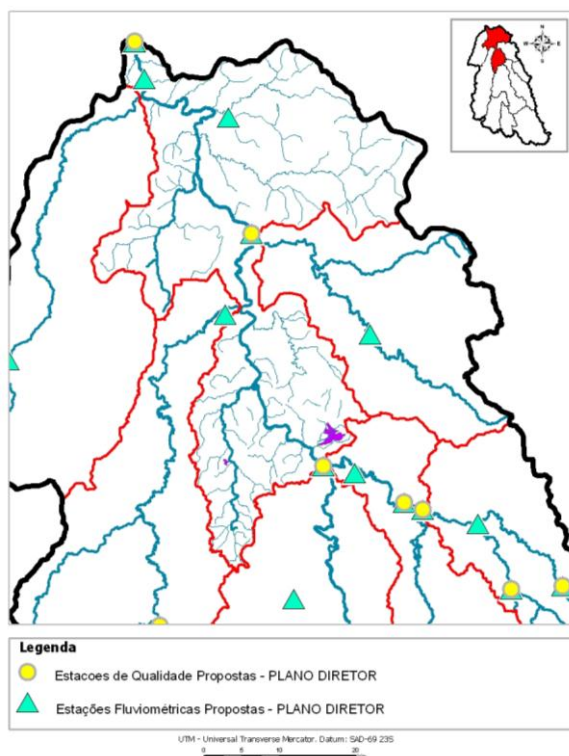 N
W E
S
Legenda
Estacoes de Qualidade Propostas - PLANO DIRETOR
Estações Fluviométricas Propostas - PLANO DIRETOR
UTM - Universal Transverse Mercator. Datum: SAD-69 23S
0 5 10 20